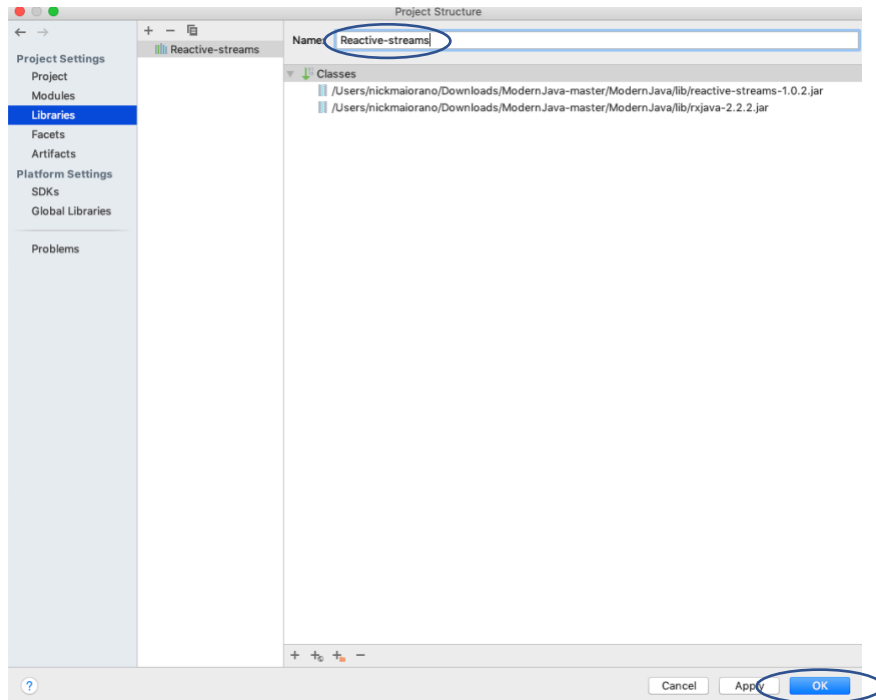 Project Structure
Project Settings
Project
Modules
Libraries
Facets
Artifacts
Platform Settings
SDKs
Global Libraries
Problems
Reactive-streams
Name: Reactive-streams
Classes
/Users/nickmaiorano/Downloads/ModernJava-master/ModernJava/lib/reactive-streams-1.0.2.jar
/Users/nickmaiorano/Downloads/ModernJava-master/ModernJava/lib/rxjava-2.2.2.jar
?
Cancel
Apply
OK